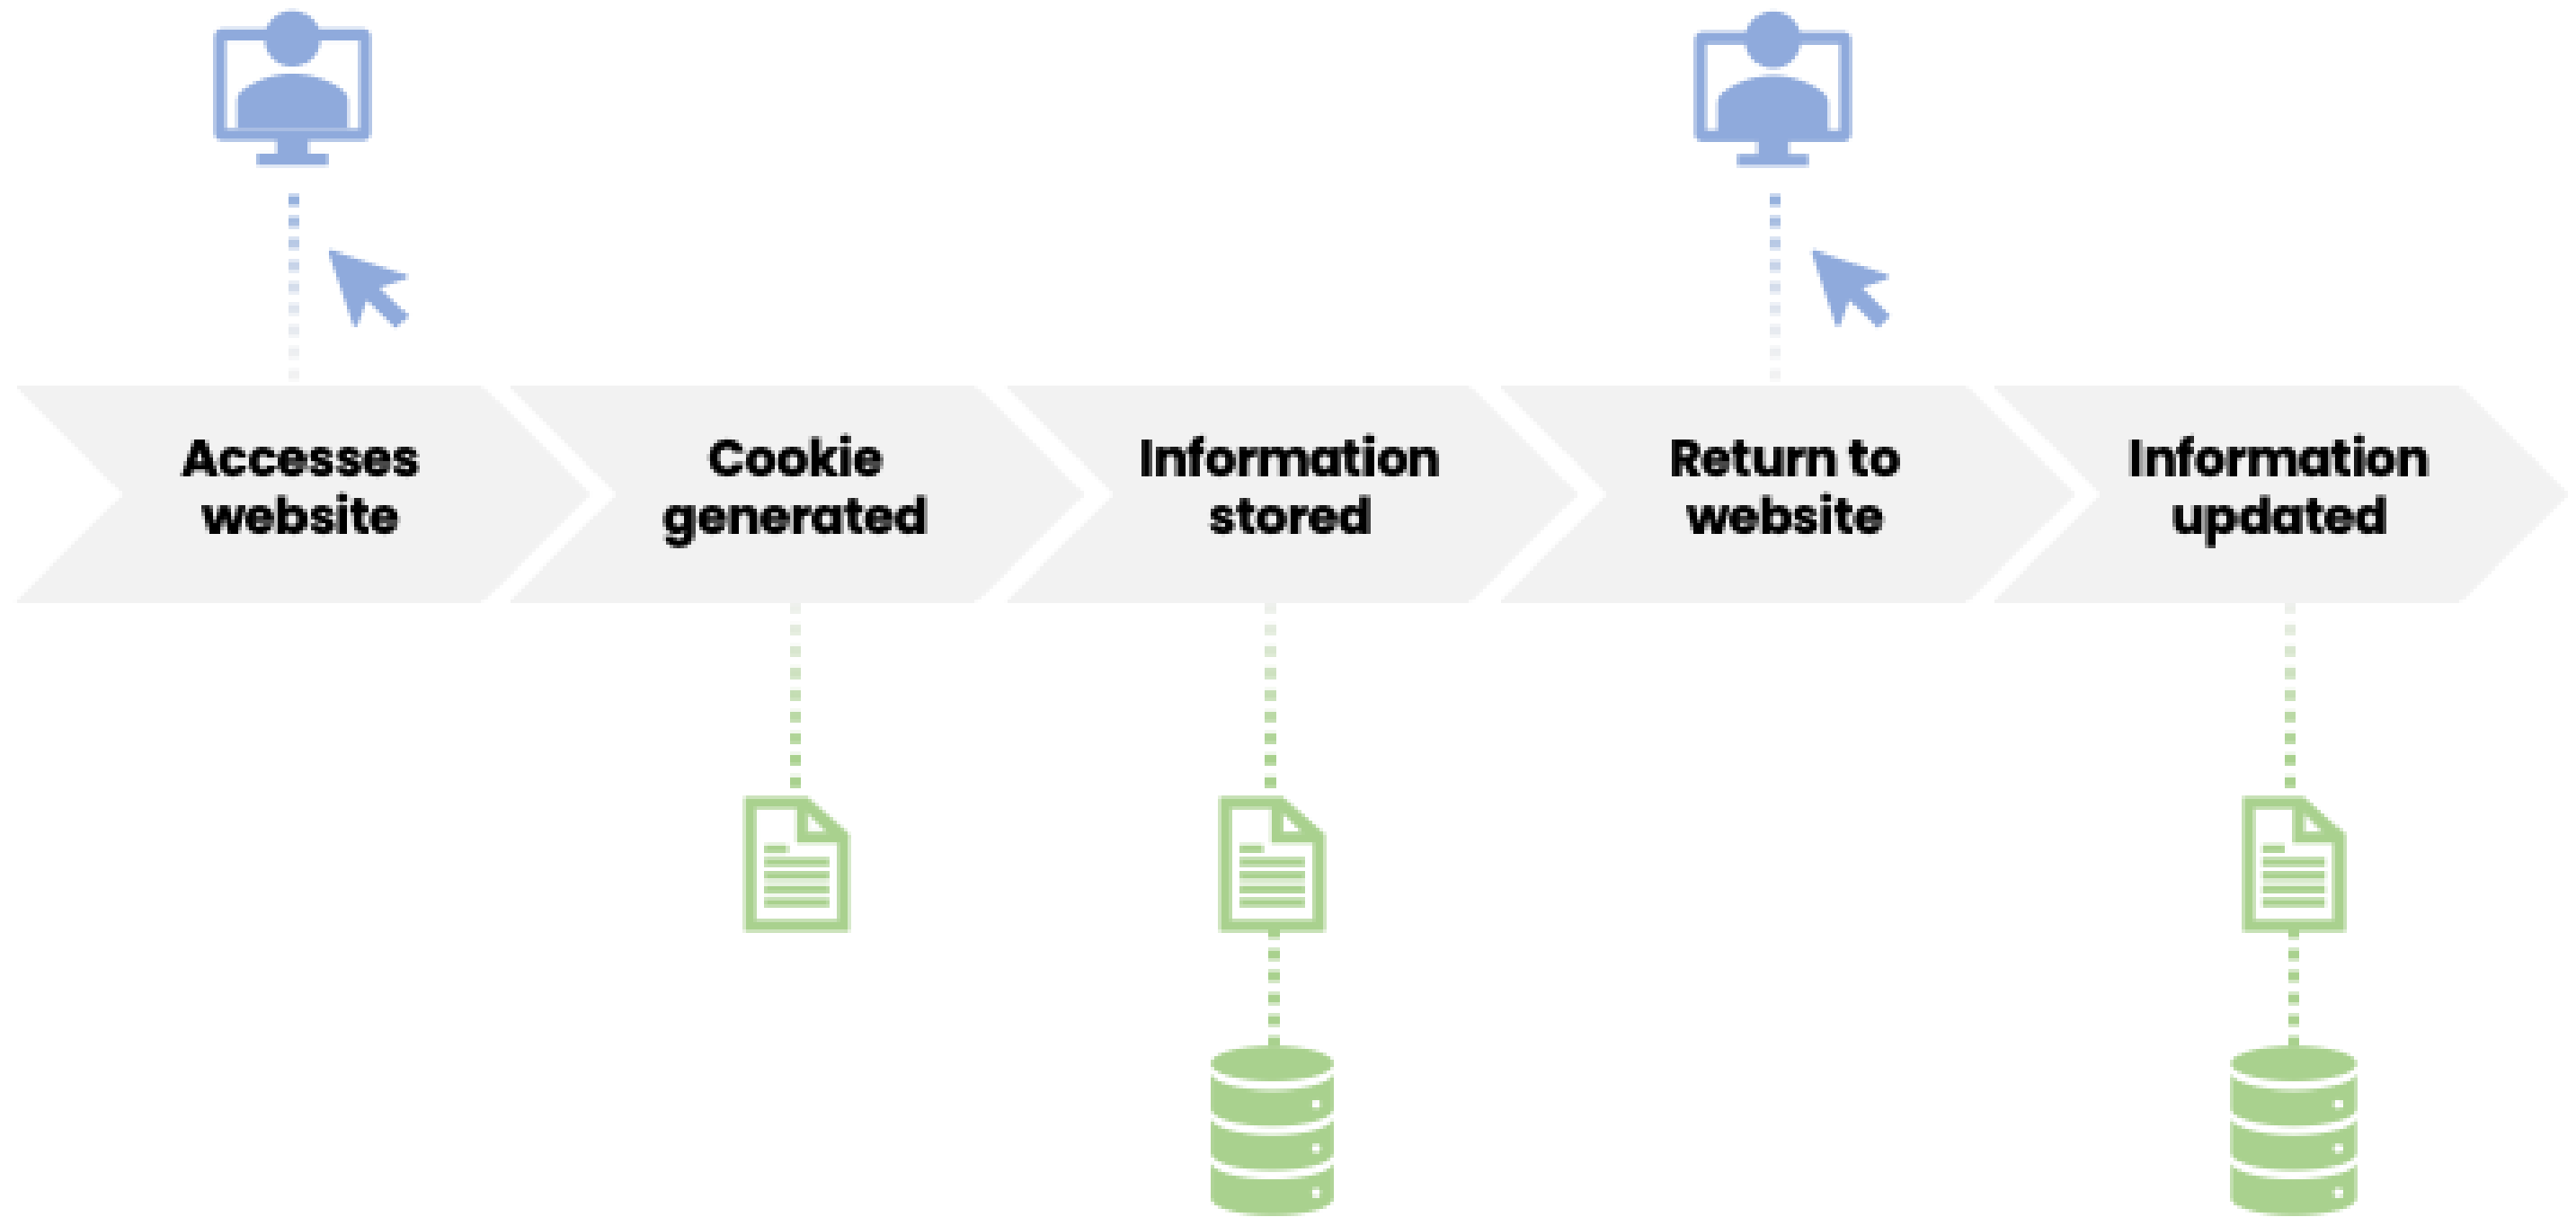 Accesses
website
Cookie
generated
Information
stored
Return to
website
Information
updated